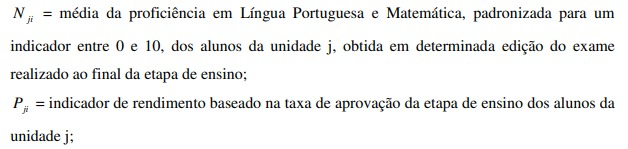 N ji = média da proficiência em Língua Portuguesa e Matemática, padronizada para um
indicador entre 0 e 10, dos alunos da unidade j, obtida em determinada edição do exame
realizado ao final da etapa de ensino;
P ji = indicador de rendimento baseado na taxa de aprovação da etapa de ensino dos alunos da
unidade j;